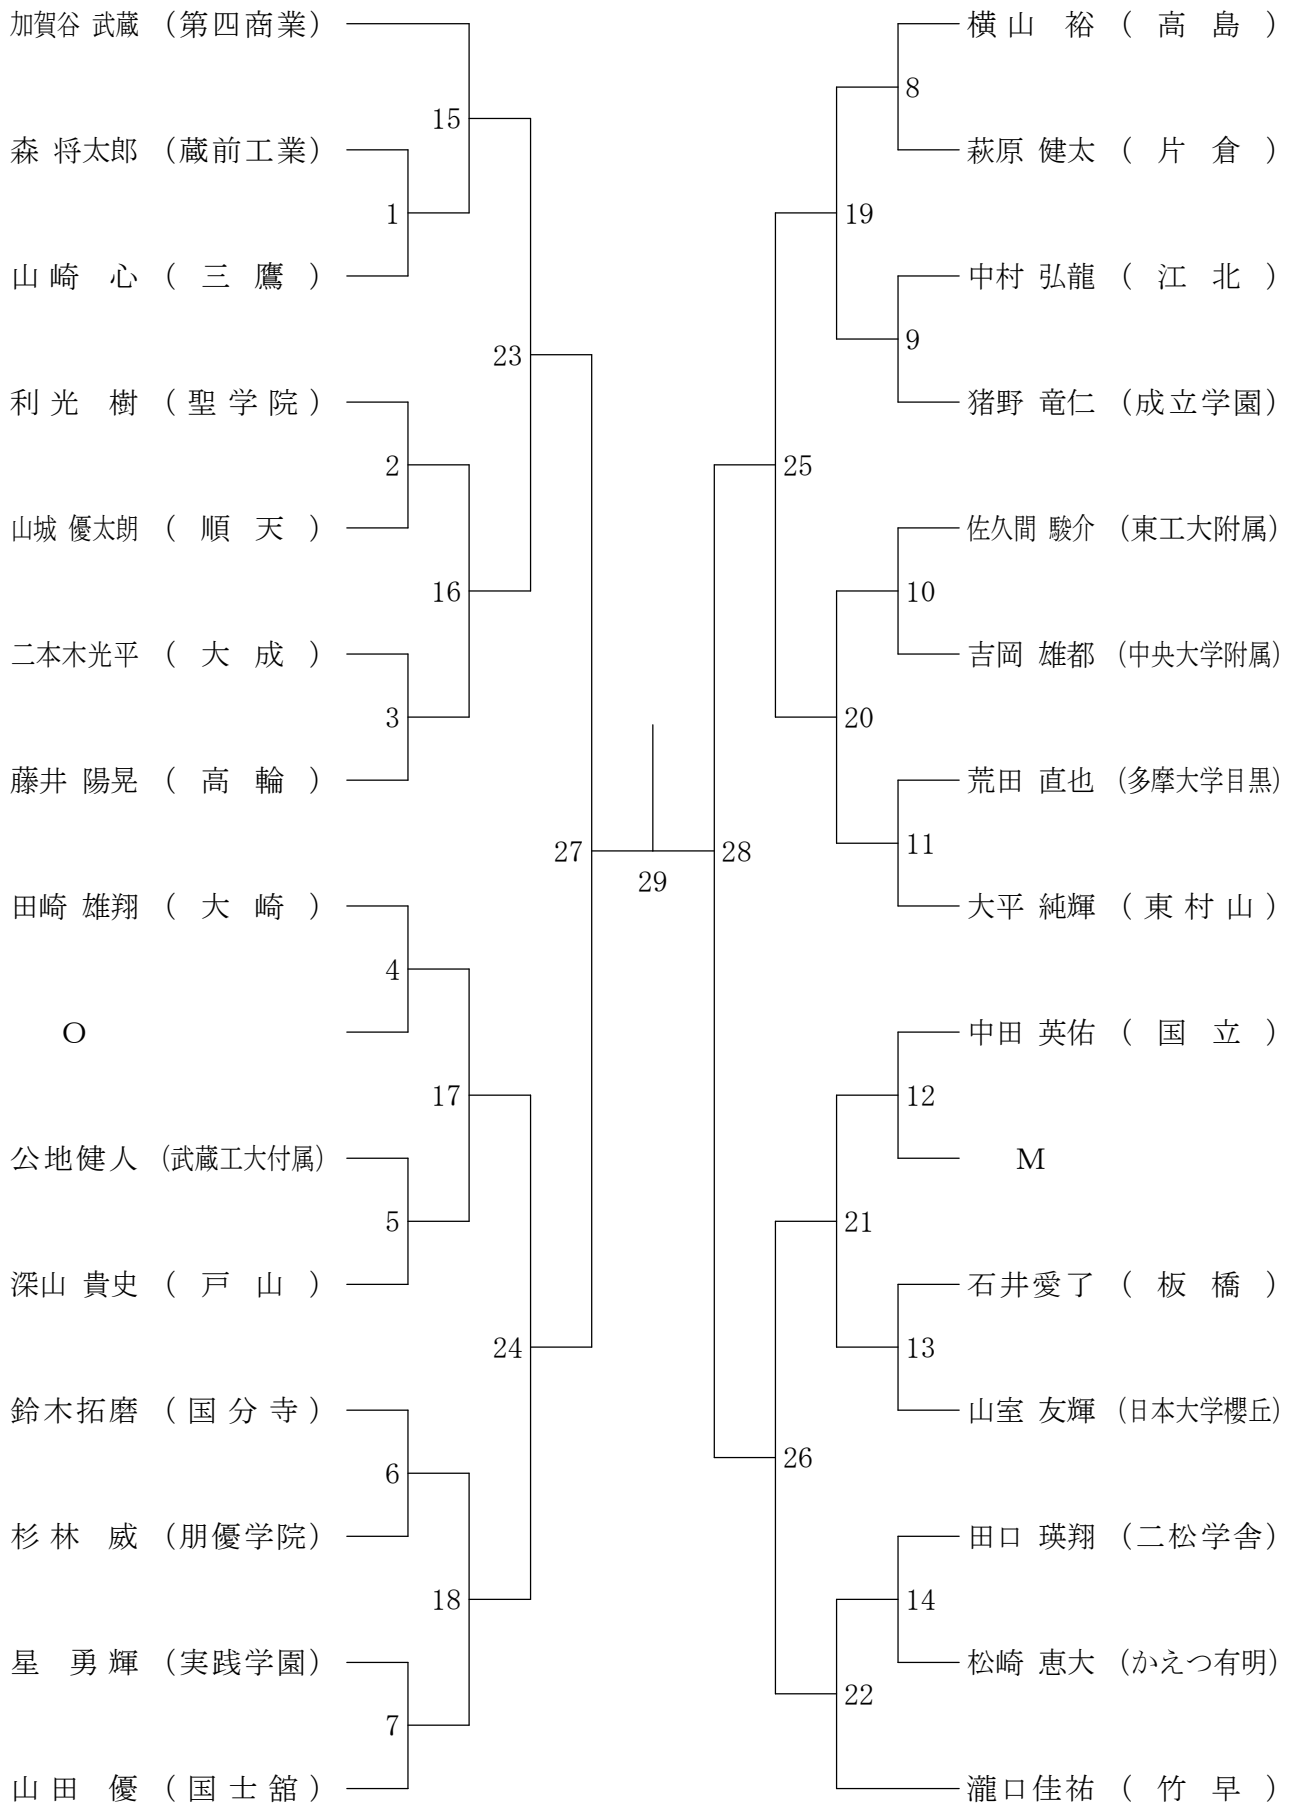 加賀谷 武蔵 (第四商業)
15
森 将太郎 (蔵前工業)
1
山崎 心 (三鷹)
23
利光 樹 (聖学院)
2
山城 優太朗 (順天)
16
二本木光平 (大成)
3
藤井 陽晃 (高輪)
27
田崎 雄翔 (大崎)
4
O
17
公地健人 (武蔵工大付属)
5
深山 貴史 (戸山)
24
鈴木拓磨 (国分寺)
6
杉林 威 (朋優学院)
18
星 勇輝 (実践学園)
7
山田 優 (国士舘)
29
横山 裕 (高島)
8
萩原 健太 (片倉)
19
中村 弘龍 (江北)
9
猪野 竜仁 (成立学園)
25
佐久間 駿介 (東工大附属)
10
吉岡 雄都 (中央大学附属)
20
荒田 直也 (多摩大学目黒)
11
28
大平 純輝 (東村山)
中田 英佑 (国立)
12
M
21
石井愛了 (板橋)
13
山室 友輝 (日本大学櫻丘)
26
田口 瑛翔 (二松学舎)
14
松崎 恵大 (かえつ有明)
22
瀧口佳祐 (竹早)